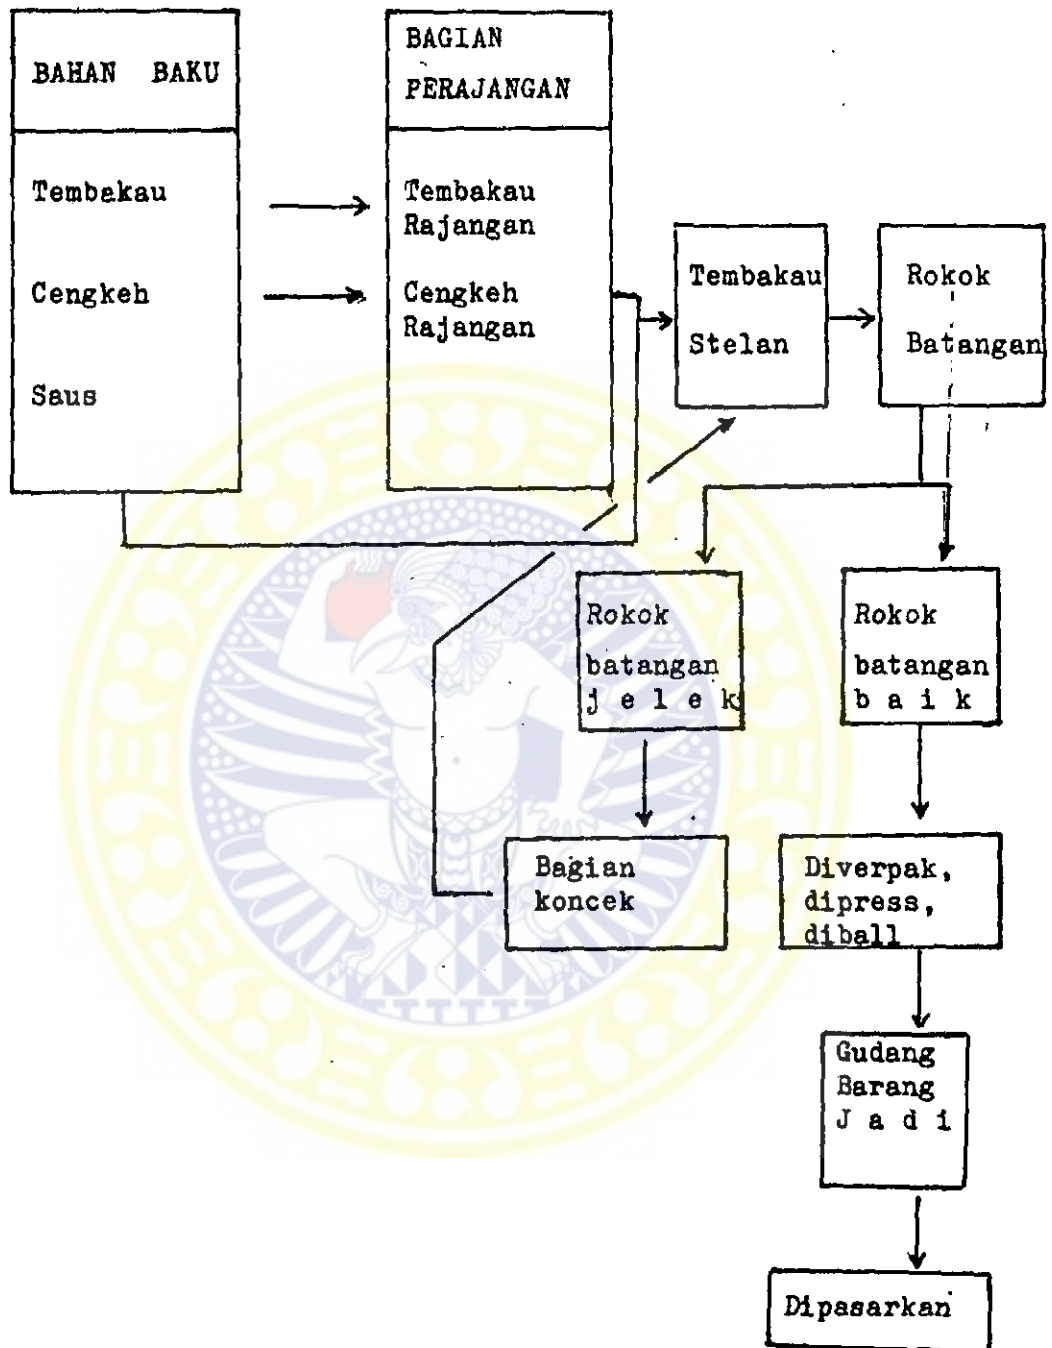 BAHAN BAKU
Tembakau
Cengkeh
Saus
BAGIAN
PERAJANGAN
Tembakau
Rajangan
Cengkeh
Rajangan
Tembakau
Stelan
Rokok
Batangan
Rokok
batangan
j e l e k
Rokok
batangan
b a i k
Bagian
koncek
Diverpak,
dipress,
diball
Gudang
Barang
J a d i
Dipasarkan